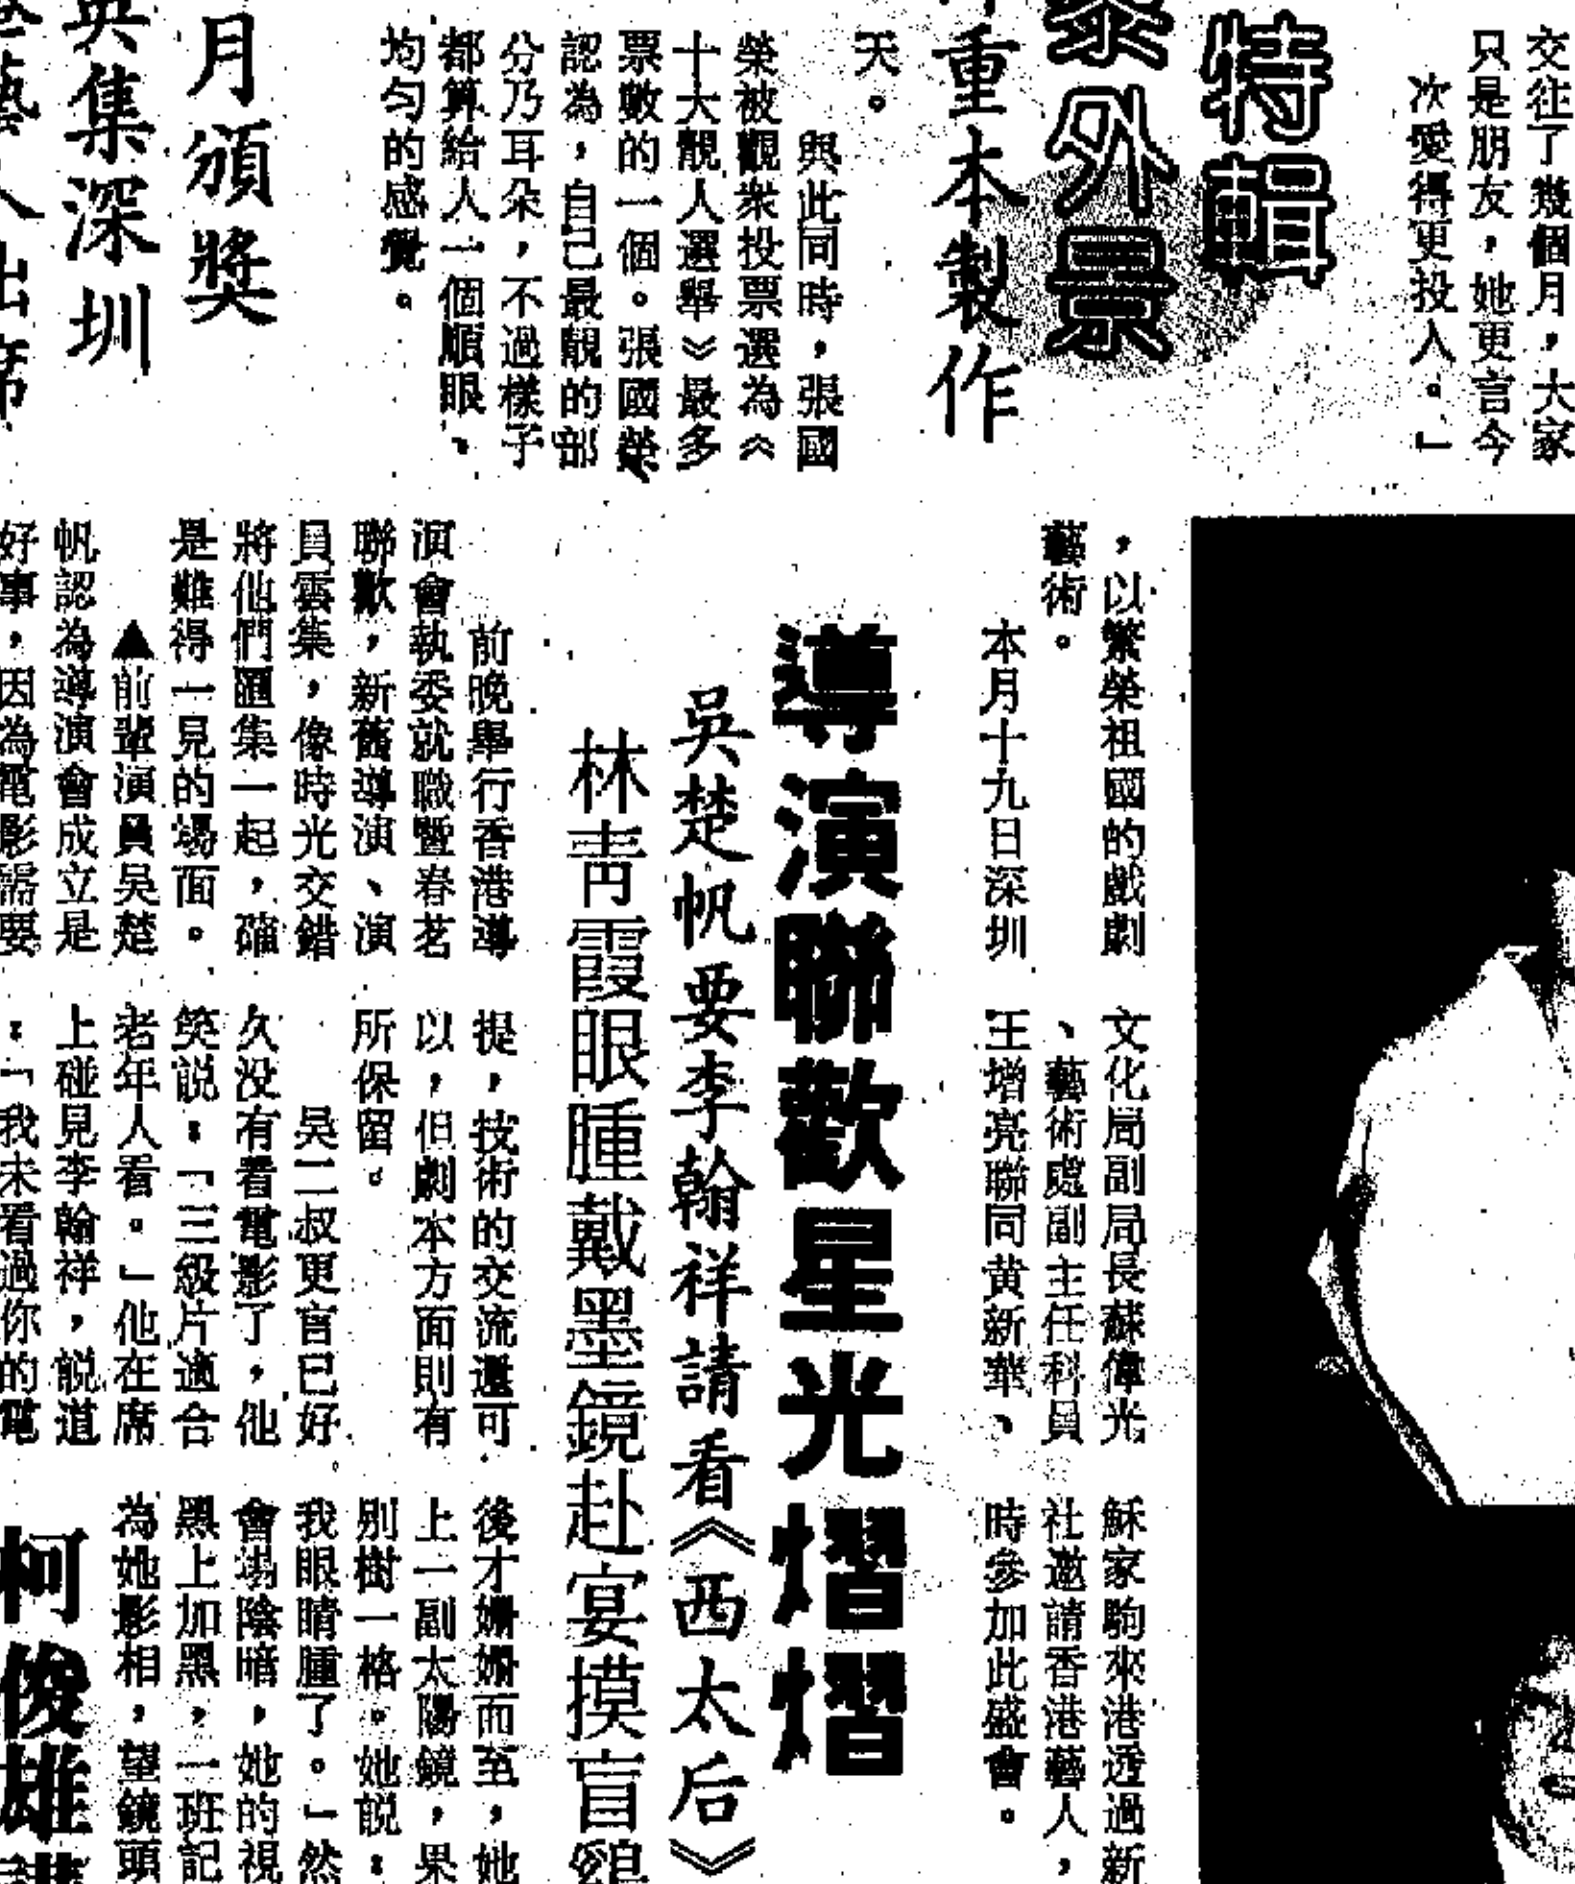 交往了幾個月，大家
只是朋友，她更言今
次愛得更投入。」
特輯
泰外景
重本製作
天。
與此同時，張國
榮被觀衆投票選為《
十大靚人選舉》最多
票數的一個。張國榮
認為，自己最靚的部
分乃耳朵，不過樣子
都算給人一個順眼、
均勻的感覺。
月頒獎
英集深圳
藝人出席
，以繁榮祖國的戲劇
藝術。
本月十九日深圳
文化局副局長蘇偉光
、藝術處副主任科員
王增亮聯同黄新華、
穌家駒來港透過新
社邀請香港藝人，
時參加此盛會。
導演聯歡星光熠熠
吳楚帆要李翰祥請看《西太后》
林青霞眼腫戴墨鏡赴宴摸盲
前晚舉行香港導
演會執委就職暨春茗
聯歡，新舊導演、演
員雲集，像時光交錯
將他們匯集一起，確
是難得一見的場面。
▲前輩演員吴楚
帆認為導演會成立是
好事，因為電影需要
提，技術的交流還可
以，但劇本方面則有
所保留。
吴二叔更言已好
久没有看電影了，他
笑説：「三級片適合
老年人看。」他在席
上碰見李翰祥，説道
：「我未看過你的電
後才姗姗而至，她
上一副太陽鏡，果
别樹一格。她説：
我眼睛腫了。」然
會場陰暗，她的視
黑上加黑，一班記
為她影相，望鏡頭
柯俊雄